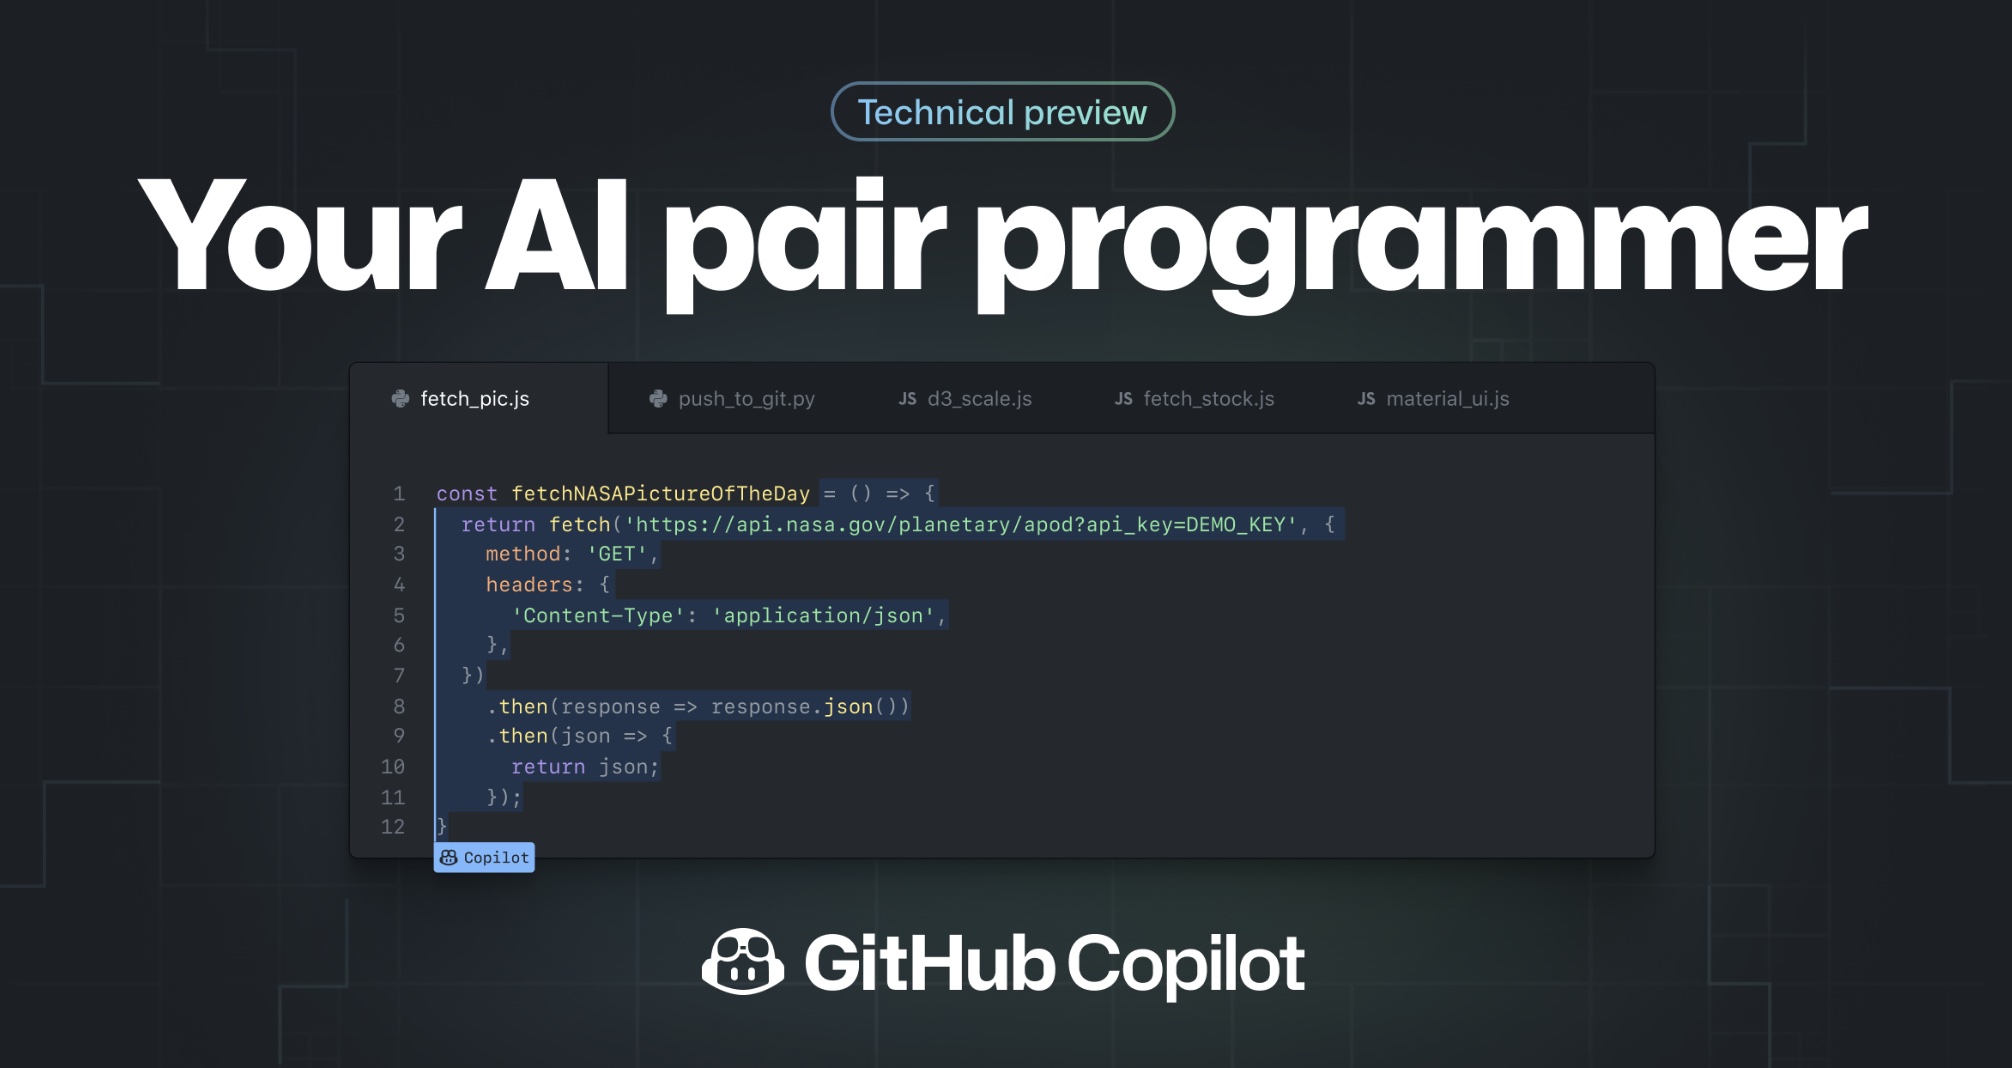 Technical preview
Your AI pair programmer
fetch_pic.js push_to_git.py JS d3_scale.js JS fetch_stock.js JS material_ui.js
1 const fetchNASAPictureOfTheDay = () => {
2 return fetch('https://api.nasa.gov/planetary/apod?api_key=DEMO_KEY', {
3 method: 'GET',
4 headers: {
5 'Content-Type': 'application/json',
6 },
7 })
8 .then(response => response.json())
9 .then(json => {
10 return json;
11 });
12 }
Copilot
GitHub Copilot